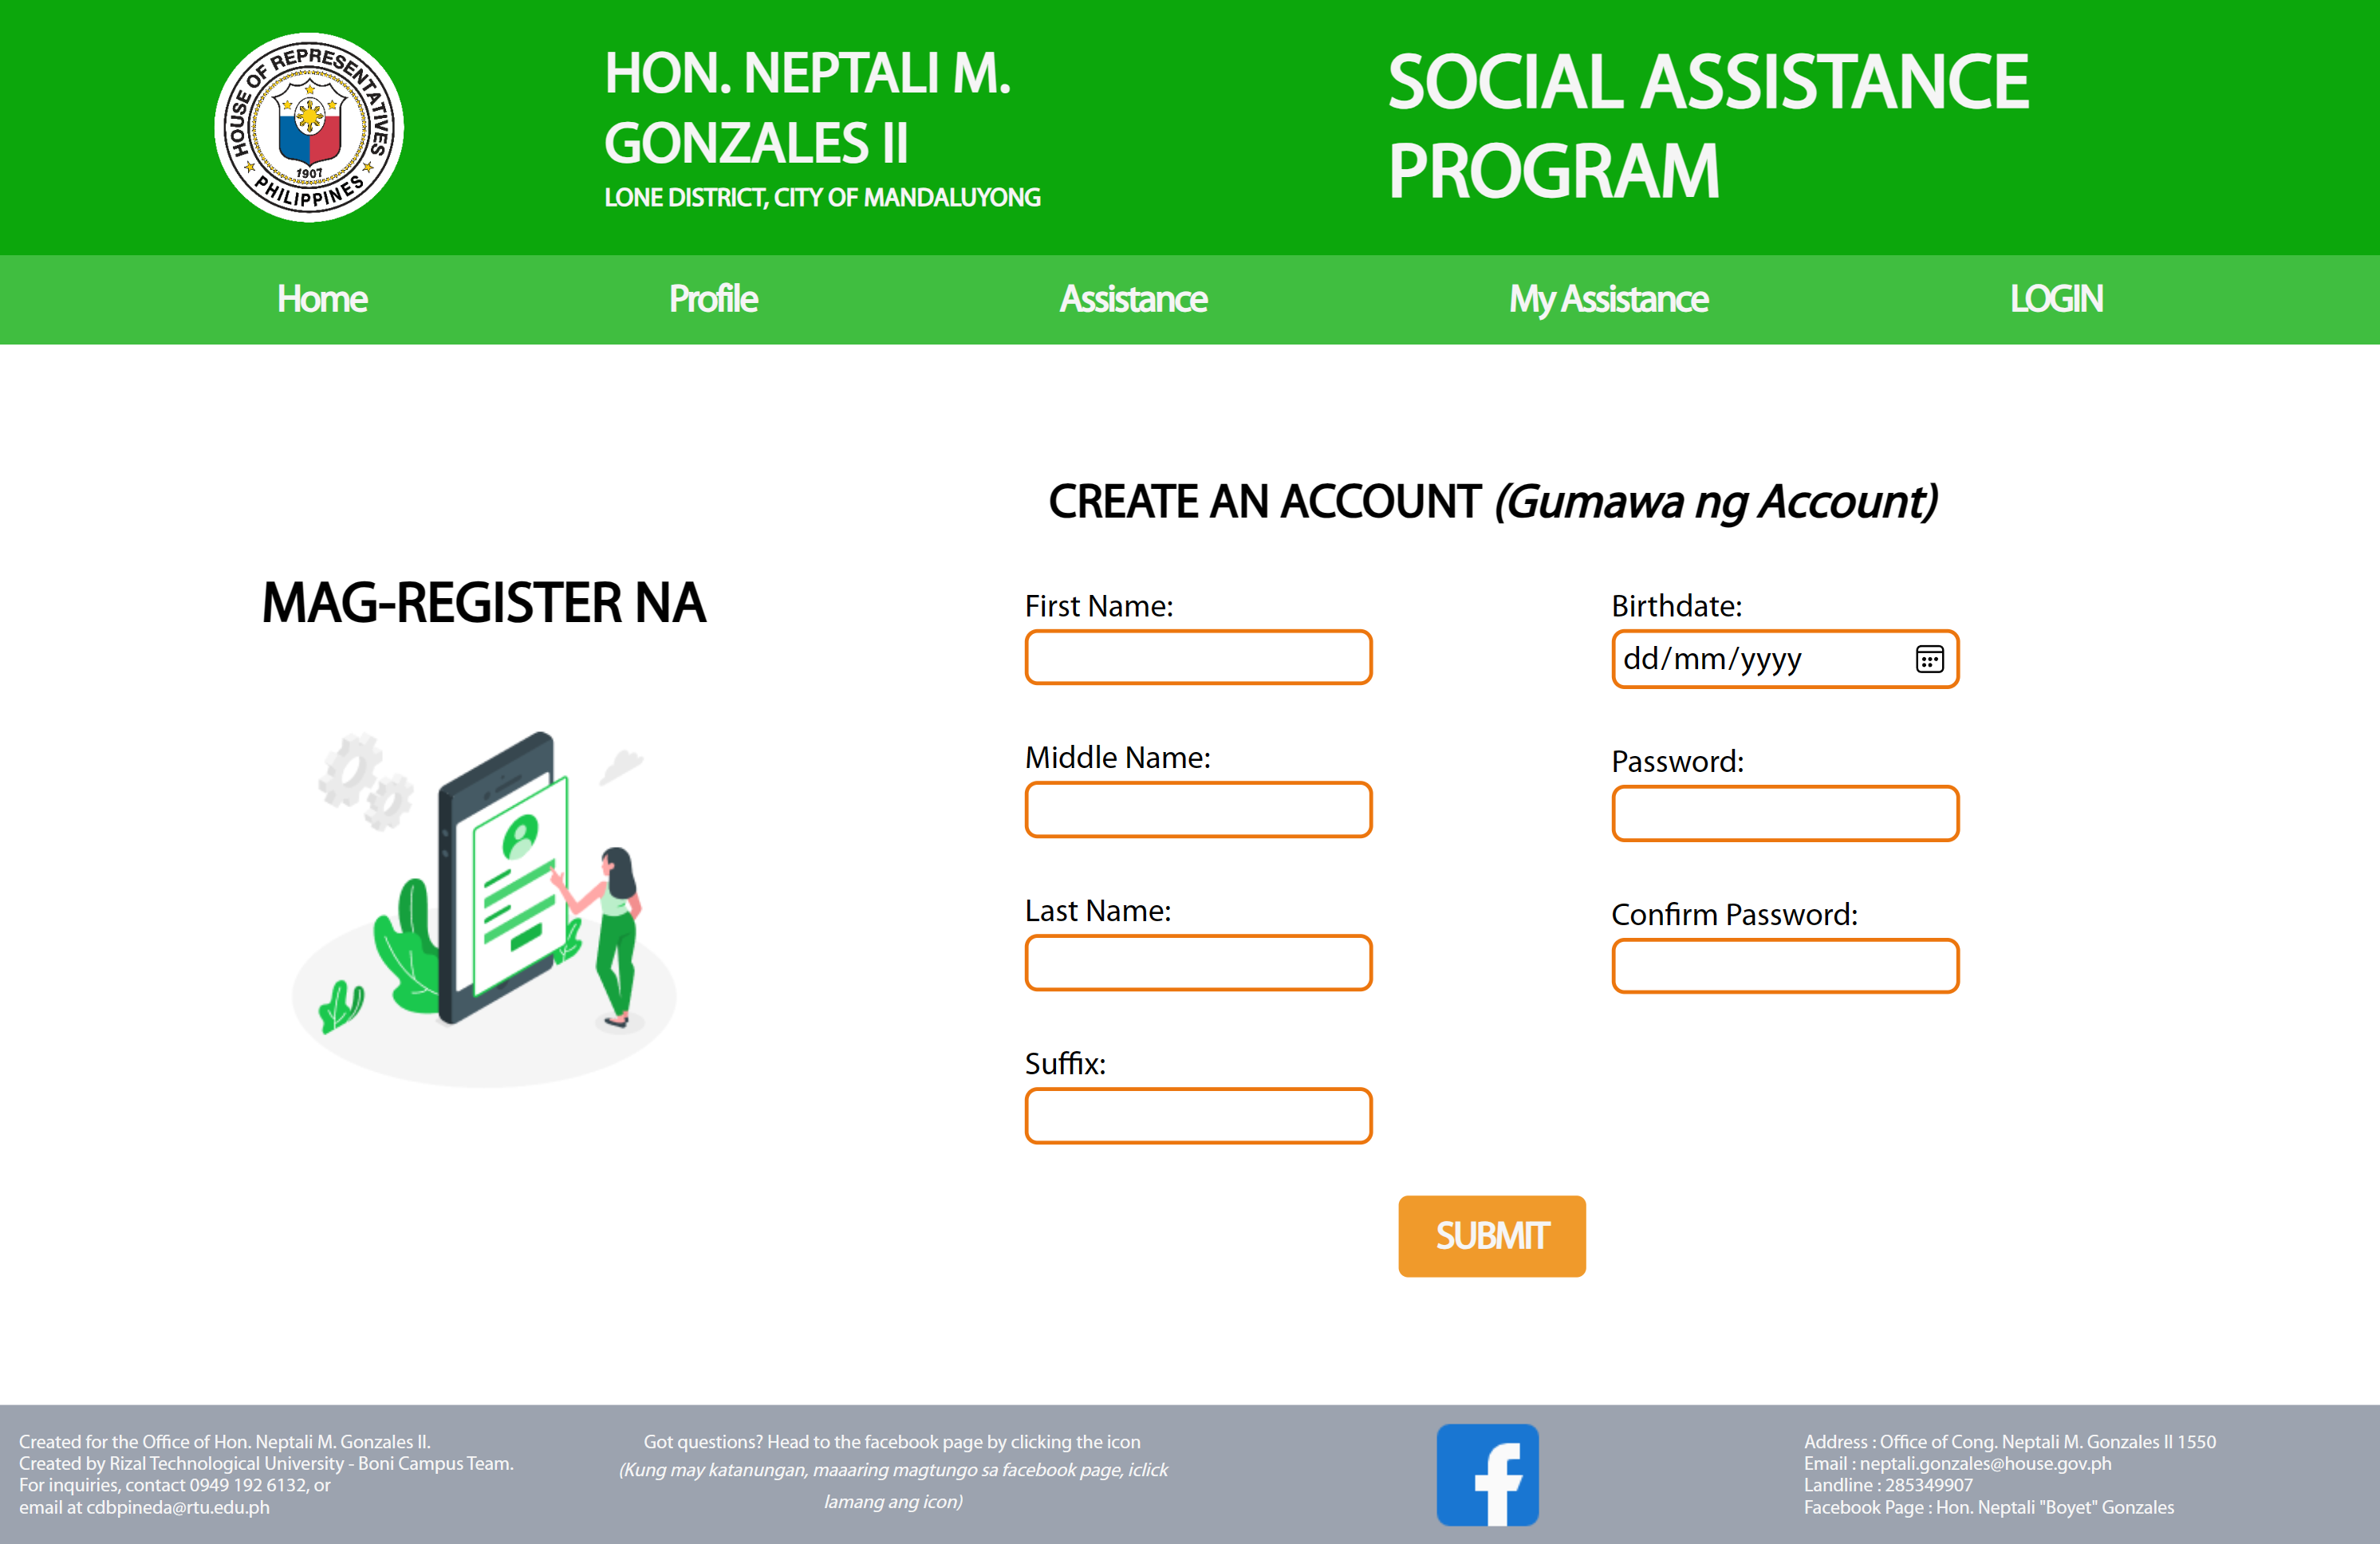 HOUSE OF REPRESENTATIVES
1907
PHILIPPINES
HON. NEPTALI M.
GONZALES II
LONE DISTRICT, CITY OF MANDALUYONG
SOCIAL ASSISTANCE
PROGRAM
Home
Profile
Assistance
My Assistance
LOGIN
MAG-REGISTER NA
CREATE AN ACCOUNT (Gumawa ng Account)
First Name:
Middle Name:
Last Name:
Suffix:
Birthdate:
dd/mm/yyyy
Password:
Confirm Password:
SUBMIT
Created for the Office of Hon. Neptali M. Gonzales II.
Created by Rizal Technological University - Boni Campus Team.
For inquiries, contact 0949 192 6132, or
email at cdbpineda@rtu.edu.ph
Got questions? Head to the facebook page by clicking the icon
(Kung may katanungan, maaaring magtungo sa facebook page, iclick
lamang ang icon)
f
Address : Office of Cong. Neptali M. Gonzales II 1550
Email : neptali.gonzales@house.gov.ph
Landline : 285349907
Facebook Page : Hon. Neptali "Boyet" Gonzales